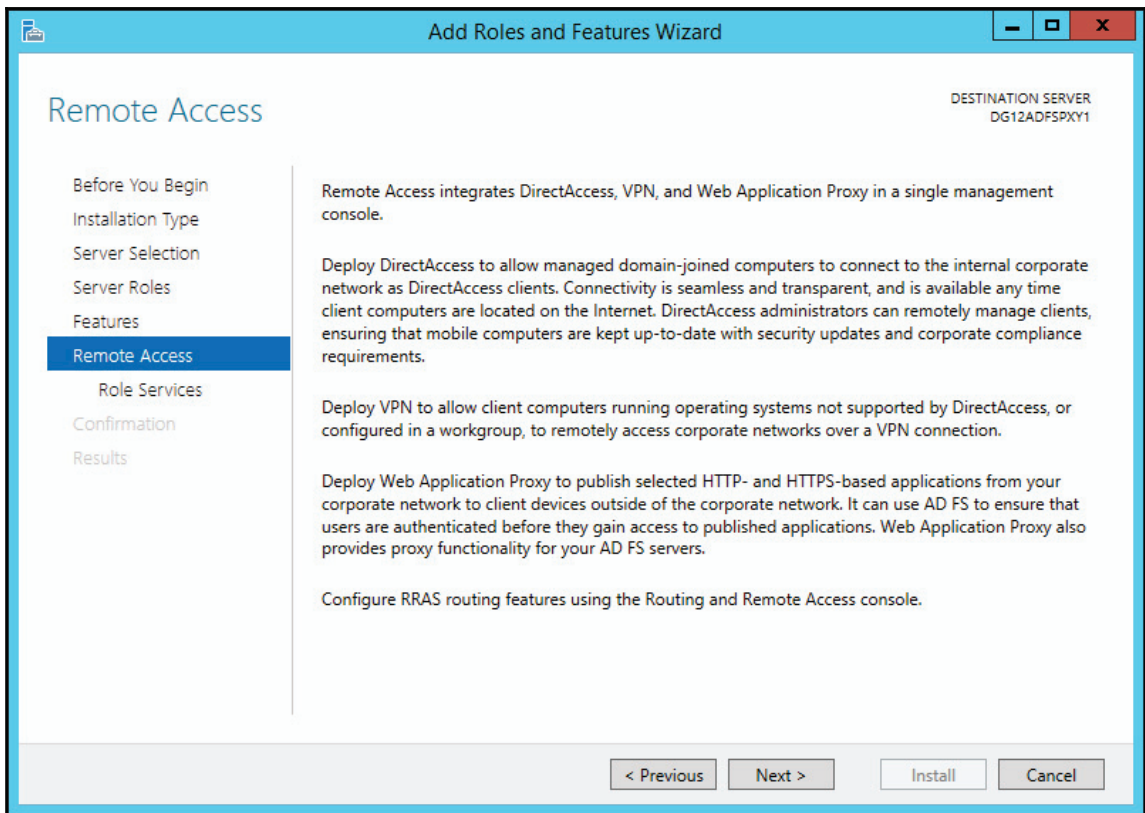 Add Roles and Features Wizard
Remote Access
DESTINATION SERVER
DG12ADFSPXY1
Before You Begin
Installation Type
Server Selection
Server Roles
Features
Remote Access
Role Services
Confirmation
Results
Remote Access integrates DirectAccess, VPN, and Web Application Proxy in a single management
console.
Deploy DirectAccess to allow managed domain-joined computers to connect to the internal corporate
network as DirectAccess clients. Connectivity is seamless and transparent, and is available any time
client computers are located on the Internet. DirectAccess administrators can remotely manage clients,
ensuring that mobile computers are kept up-to-date with security updates and corporate compliance
requirements.
Deploy VPN to allow client computers running operating systems not supported by DirectAccess, or
configured in a workgroup, to remotely access corporate networks over a VPN connection.
Deploy Web Application Proxy to publish selected HTTP- and HTTPS-based applications from your
corporate network to client devices outside of the corporate network. It can use AD FS to ensure that
users are authenticated before they gain access to published applications. Web Application Proxy also
provides proxy functionality for your AD FS servers.
Configure RRAS routing features using the Routing and Remote Access console.
< Previous
Next >
Install
Cancel